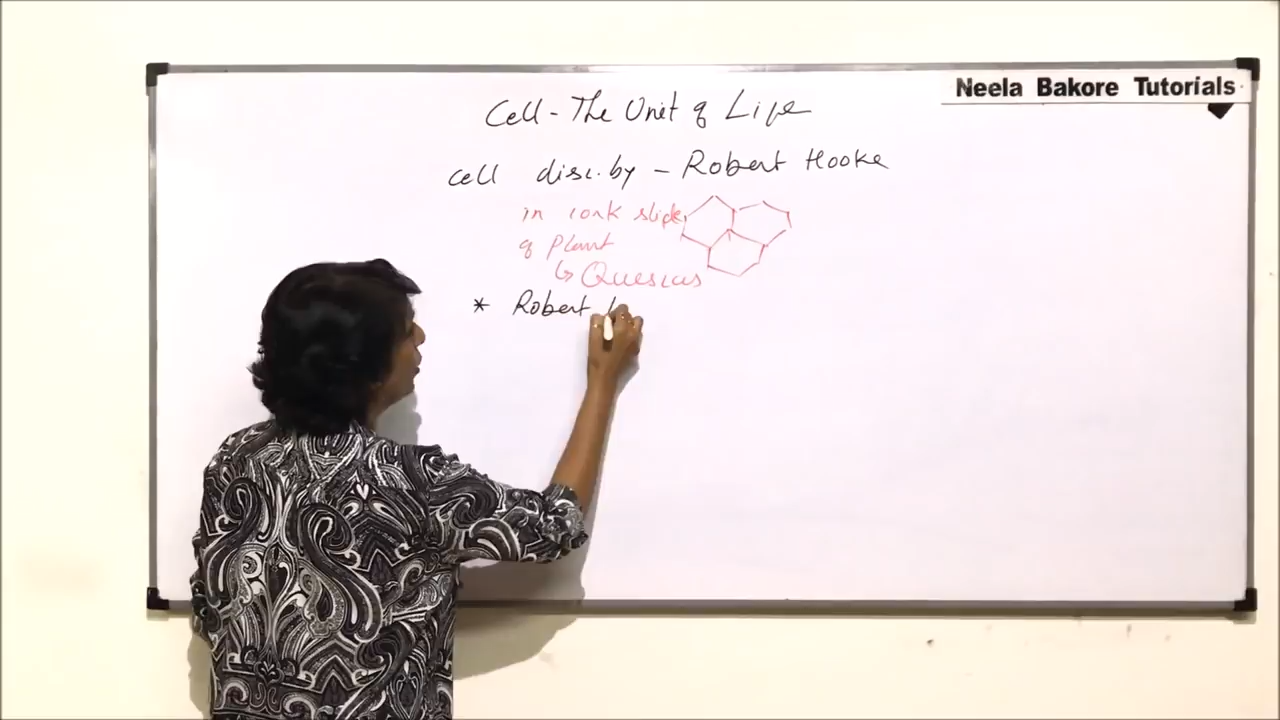 Neela Bakore Tutorials
Cell - The Unit of Life
cell disc. by - Robert Hooke
in cork slide
of Plant
↳ Quescus
* Robert